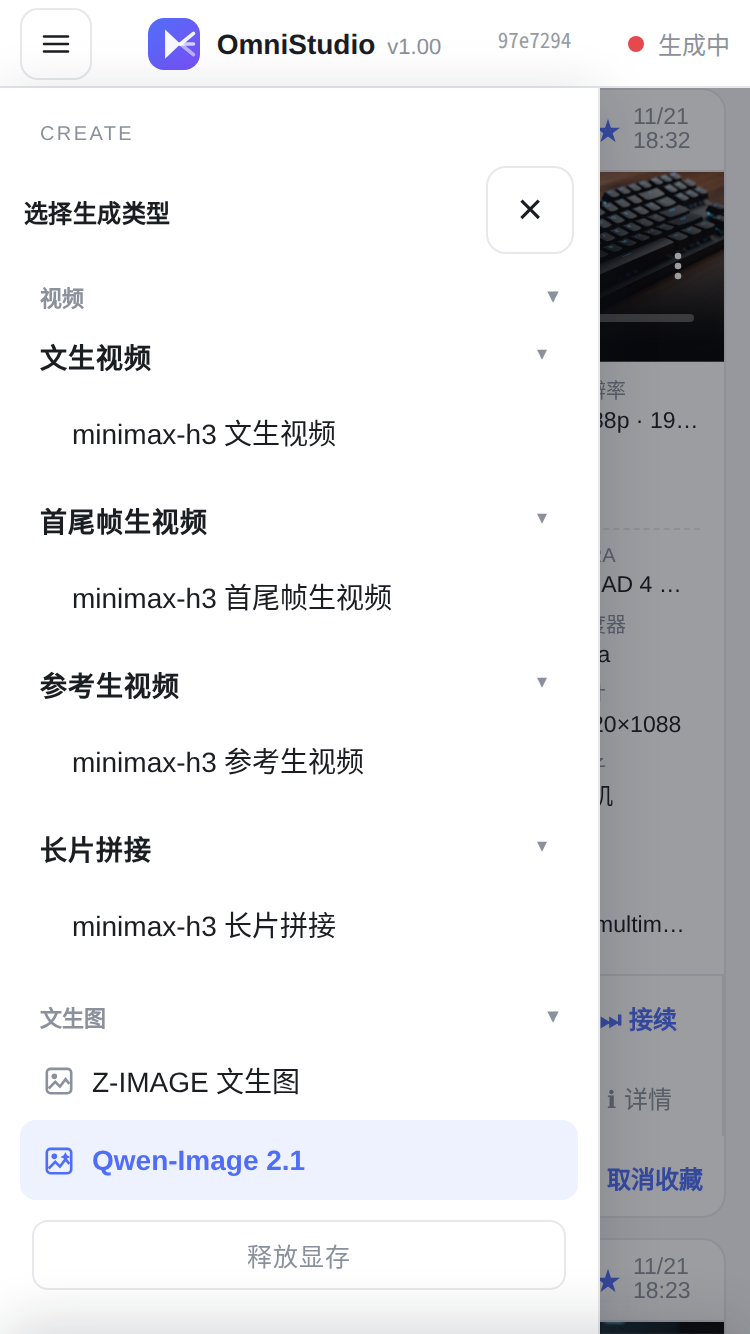 OmniStudio v1.00 97e7294 生成中
CREATE
选择生成类型
视频
文生视频
minimax-h3 文生视频
首尾帧生视频
minimax-h3 首尾帧生视频
参考生视频
minimax-h3 参考生视频
长片拼接
minimax-h3 长片拼接
文生图
Z-IMAGE 文生图
Qwen-Image 2.1
释放显存
11/21
18:32
辨率
38p · 19…
AD 4 …
20×1088
multim…
接续
详情
取消收藏
11/21
18:23